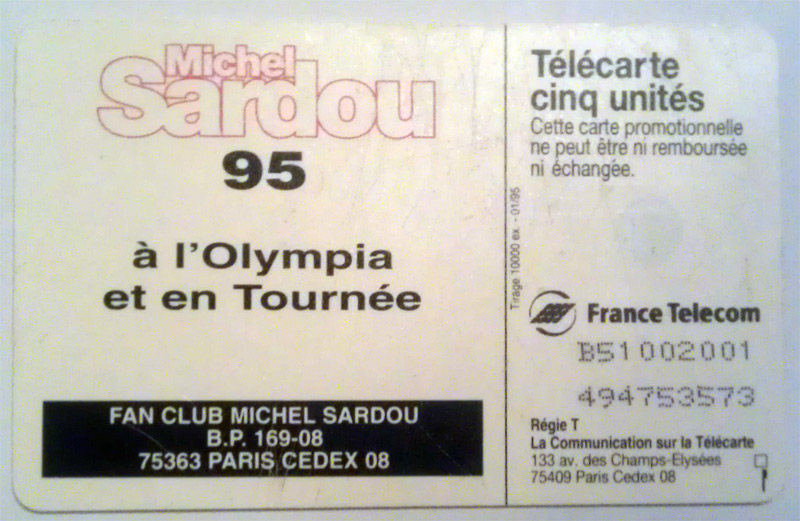 Michel
Sardou
95
à l'Olympia
et en Tournée
FAN CLUB MICHEL SARDOU
B.P. 169-08
75363 PARIS CEDEX 08
Tirage 10000 ex. - 01/95
Télécarte
cinq unités
Cette carte promotionnelle
ne peut être ni remboursée
ni échangée.
France Telecom
B51002001
494753573
Régie T
La Communication sur la Télécarte
133 av. des Champs-Elysées
75409 Paris Cedex 08